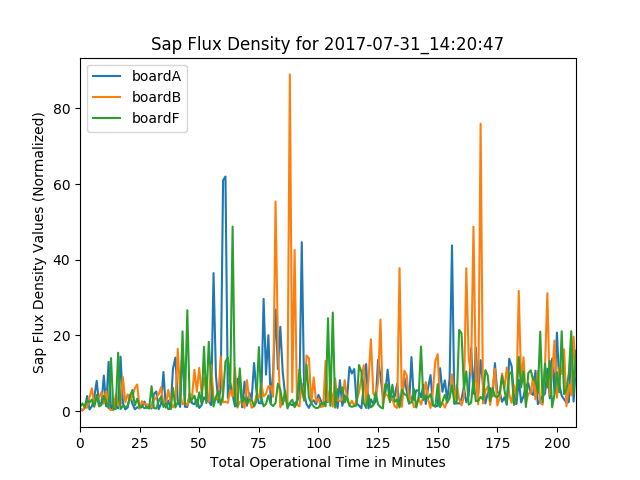 Sap Flux Density for 2017-07-31_14:20:47
boardA
boardB
boardF
Sap Flux Density Values (Normalized)
80
60
40
20
0
0 25 50 75 100 125 150 175 200
Total Operational Time in Minutes